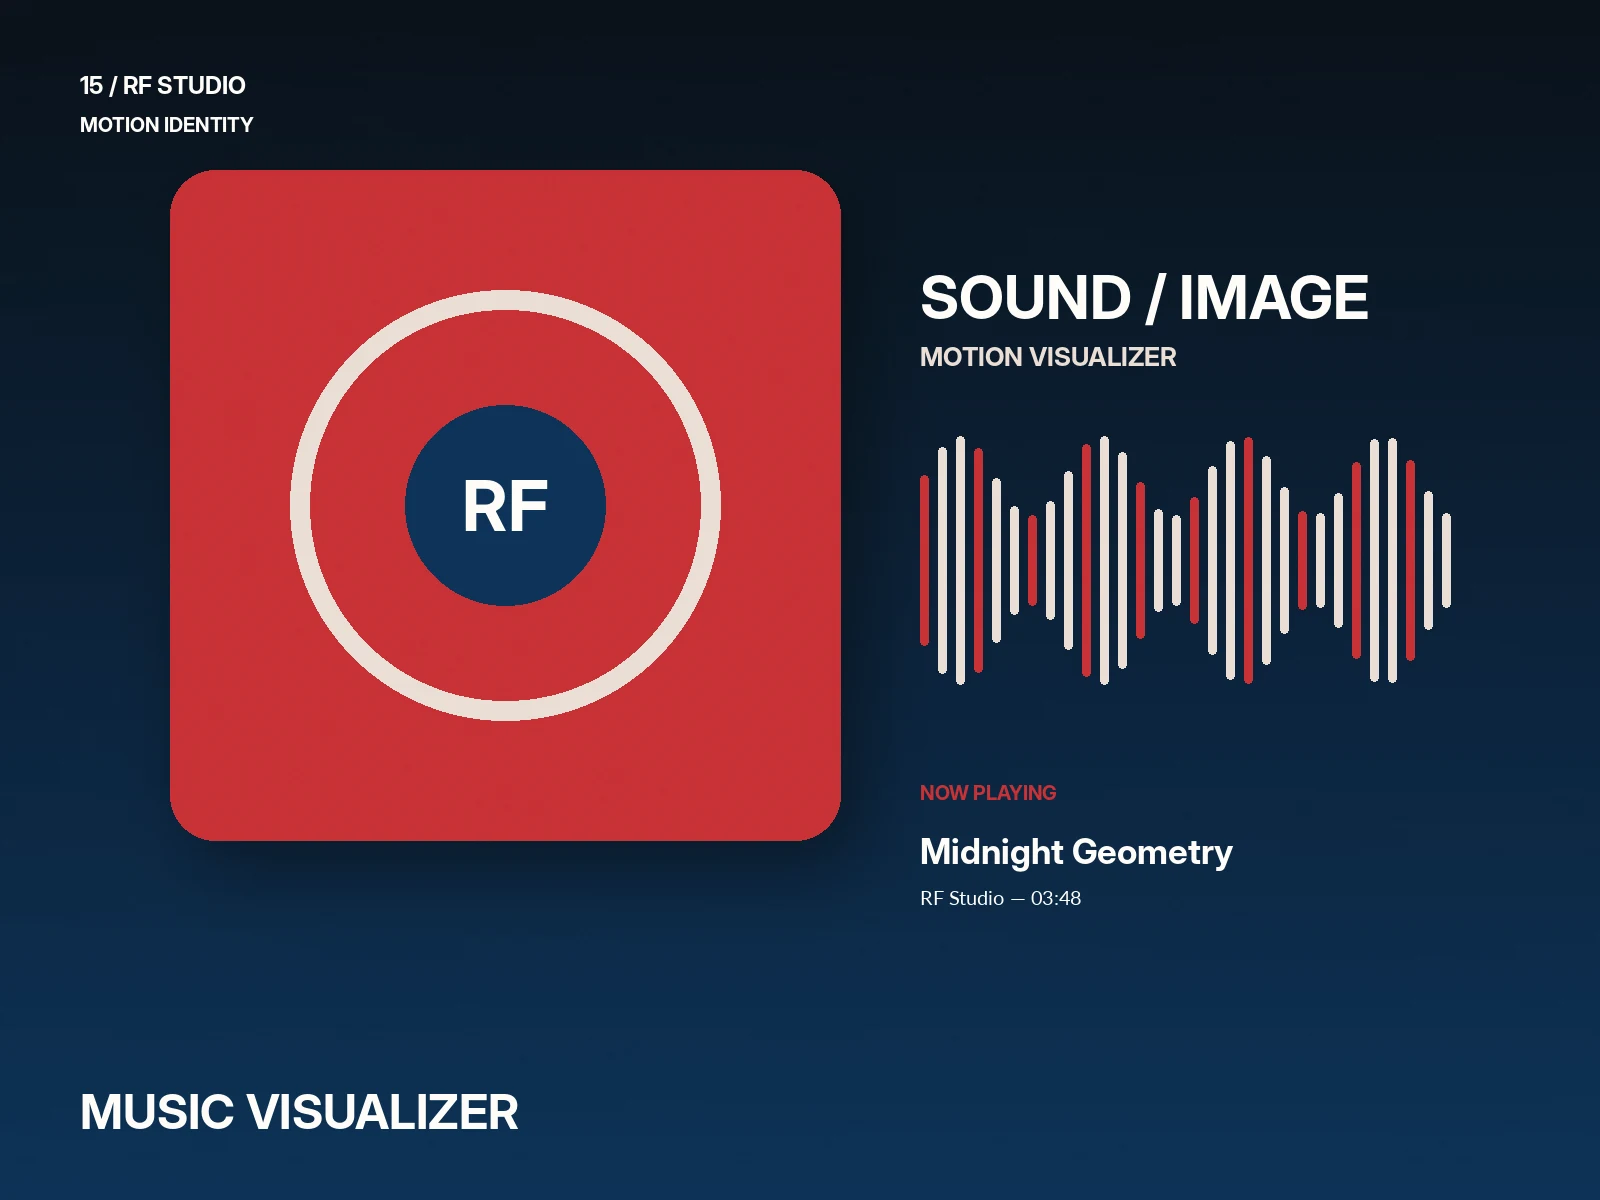 15 / RF STUDIO
MOTION IDENTITY
RF
SOUND / IMAGE
MOTION VISUALIZER
NOW PLAYING
Midnight Geometry
RF Studio — 03:48
MUSIC VISUALIZER